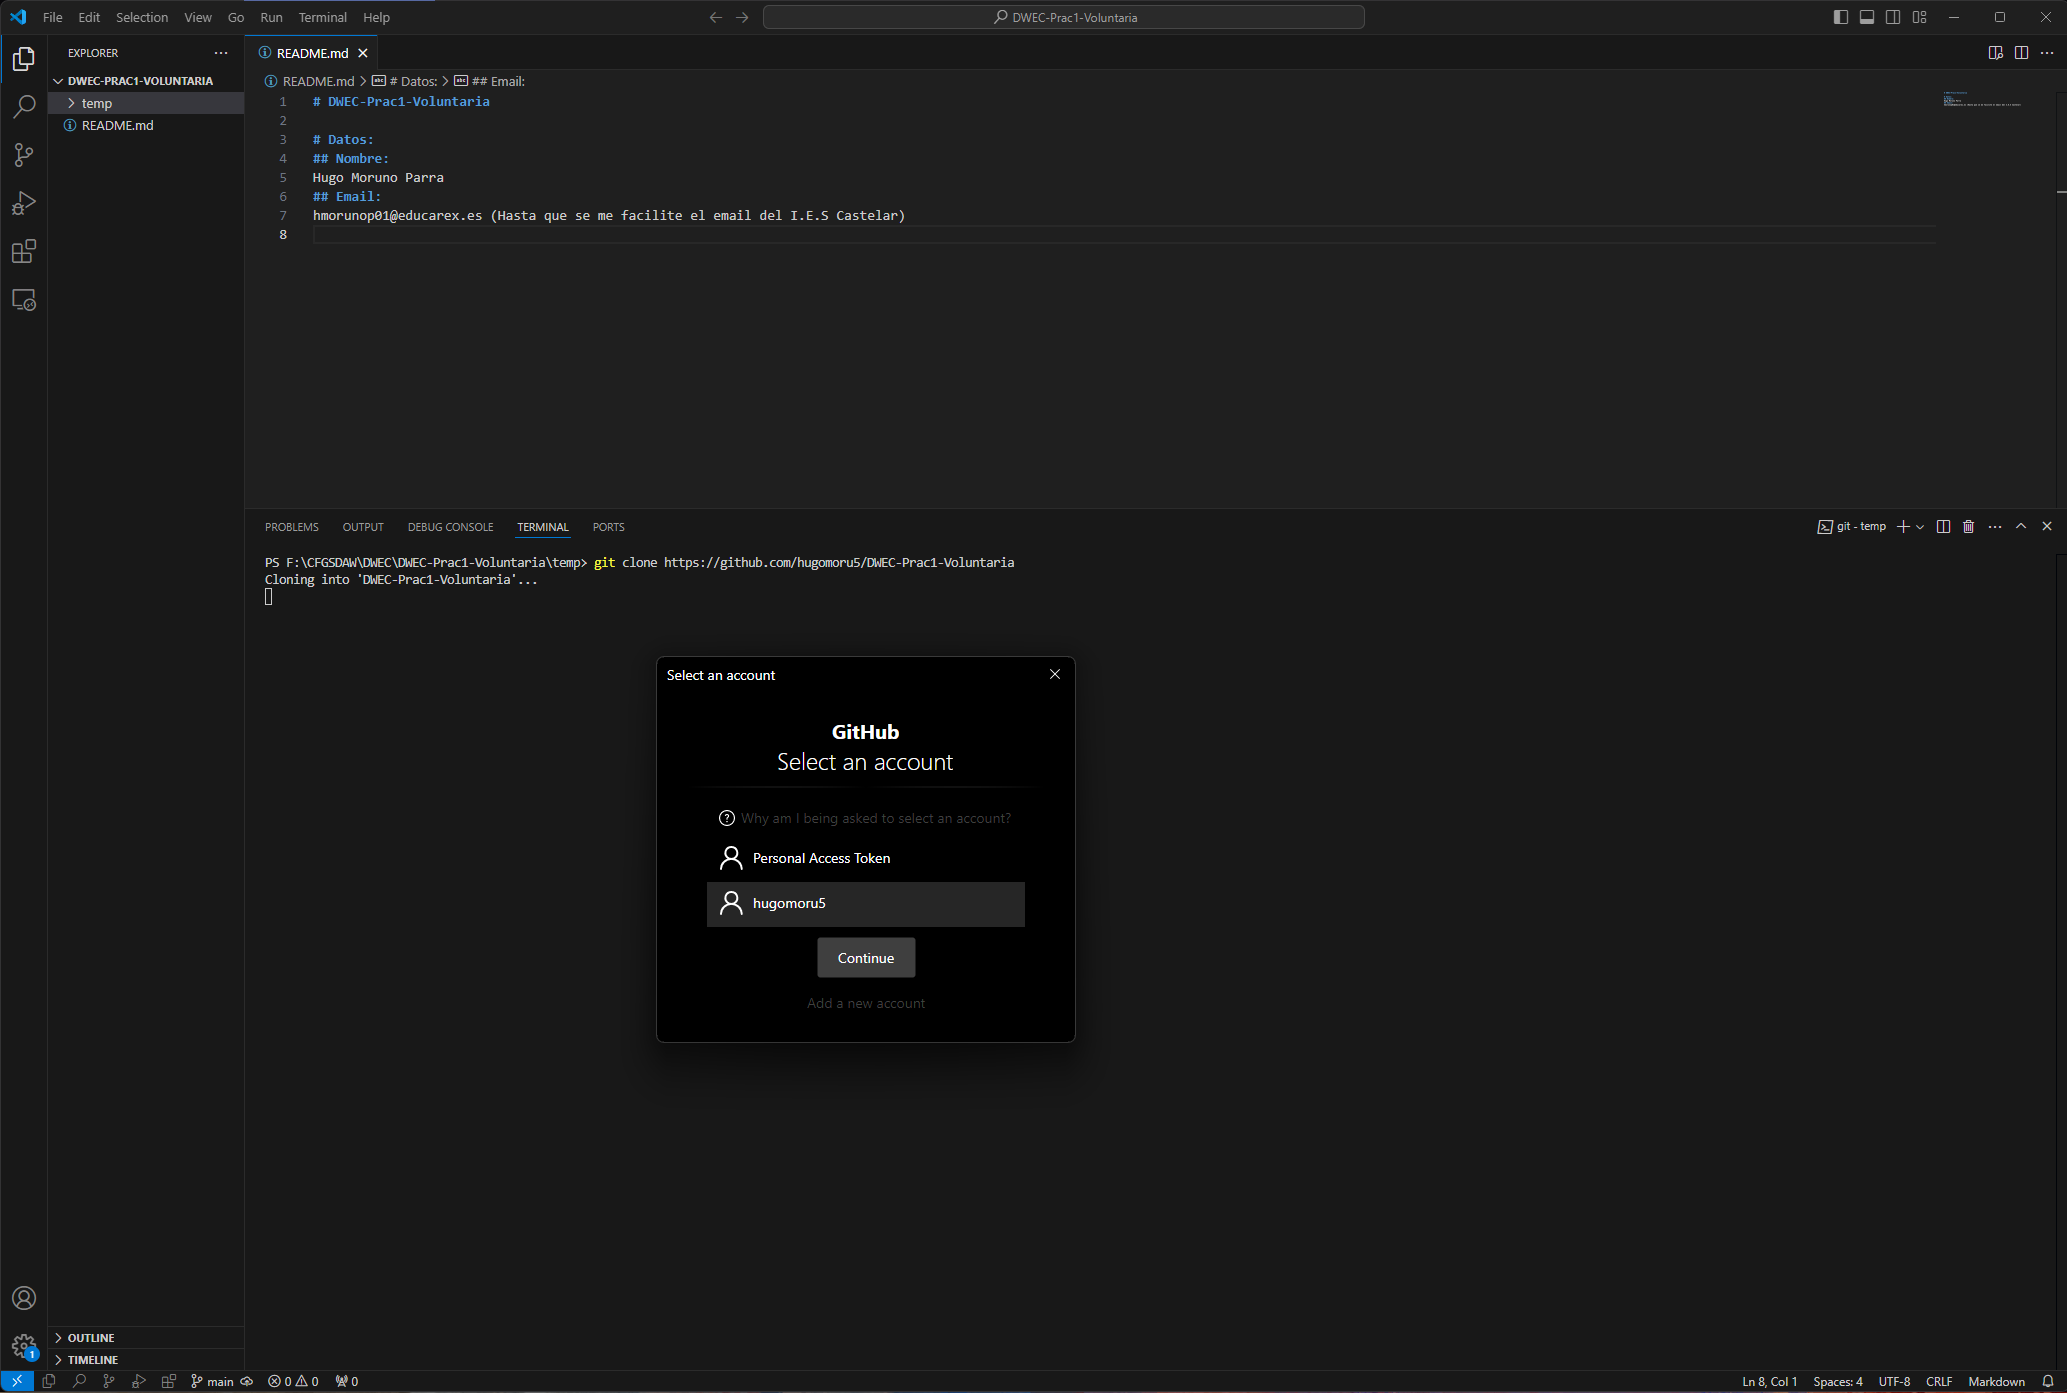 File Edit Selection View Go Run Terminal Help
DWEC-Prac1-Voluntaria
EXPLORER
DWEC-PRAC1-VOLUNTARIA
temp
README.md
OUTLINE
TIMELINE
README.md
README.md > # Datos: > ## Email:
1 # DWEC-Prac1-Voluntaria
2
3 # Datos:
4 ## Nombre:
5 Hugo Moruno Parra
6 ## Email:
7 hmorunop01@educarex.es (Hasta que se me facilite el email del I.E.S Castelar)
8
PROBLEMS OUTPUT DEBUG CONSOLE TERMINAL PORTS
git - temp
PS F:\CFGSDAW\DWEC\DWEC-Prac1-Voluntaria\temp> git clone https://github.com/hugomoru5/DWEC-Prac1-Voluntaria
Cloning into 'DWEC-Prac1-Voluntaria'...
Select an account
GitHub
Select an account
Why am I being asked to select an account?
Personal Access Token
hugomoru5
Continue
Add a new account
1
main 0 0 0
Ln 8, Col 1 Spaces: 4 UTF-8 CRLF Markdown